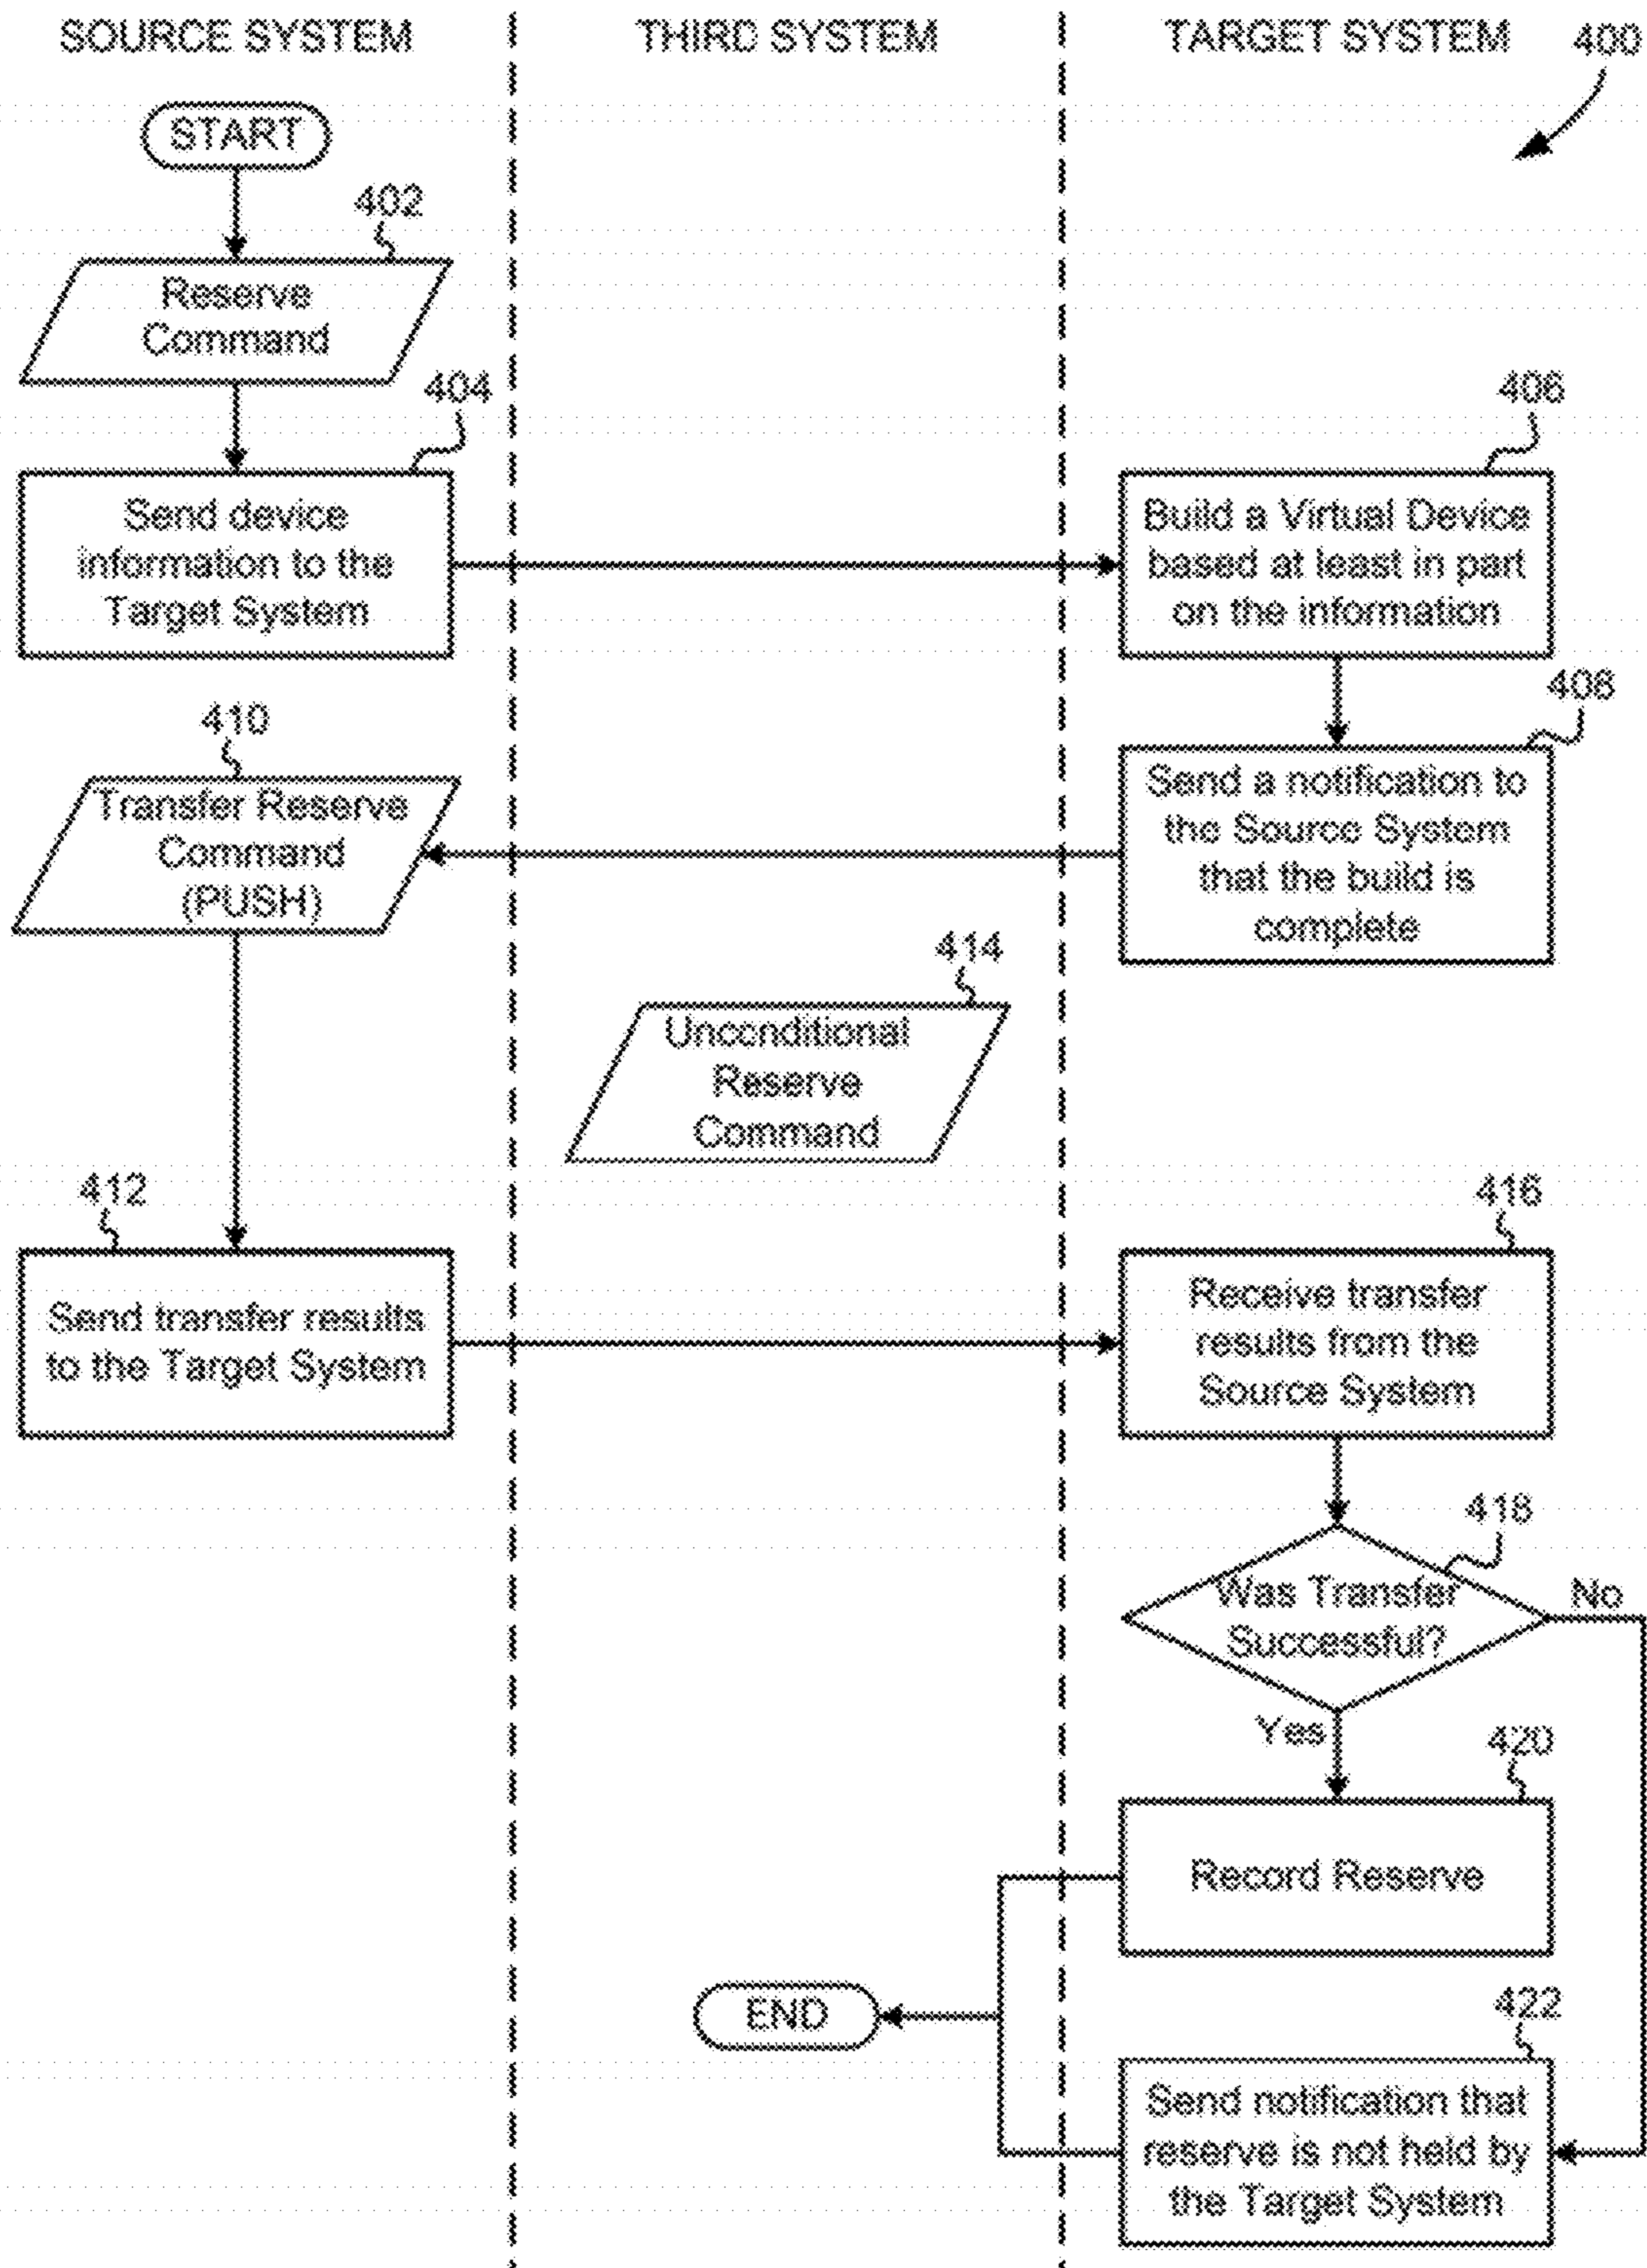 SOURCE SYSTEM
THIRD SYSTEM
TARGET SYSTEM
400
START
402
Reserve
Command
404
Send device
information to the
Target System
406
Build a Virtual Device
based at least in part
on the information
408
Send a notification to
the Source System
that the build is
complete
410
Transfer Reserve
Command
(PUSH)
414
Unconditional
Reserve
Command
412
Send transfer results
to the Target System
416
Receive transfer
results from the
Source System
418
Was Transfer
Successful?
No
Yes
420
Record Reserve
END
422
Send notification that
reserve is not held by
the Target System